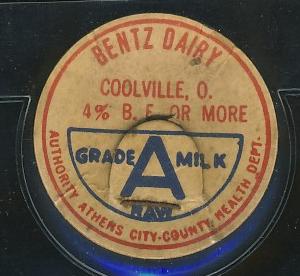 BENTZ DAIRY
COOLVILLE, O.
4% B. F. OR MORE
GRADE A MILK
RAW
AUTHORITY ATHENS CITY-COUNTY HEALTH DEPT.